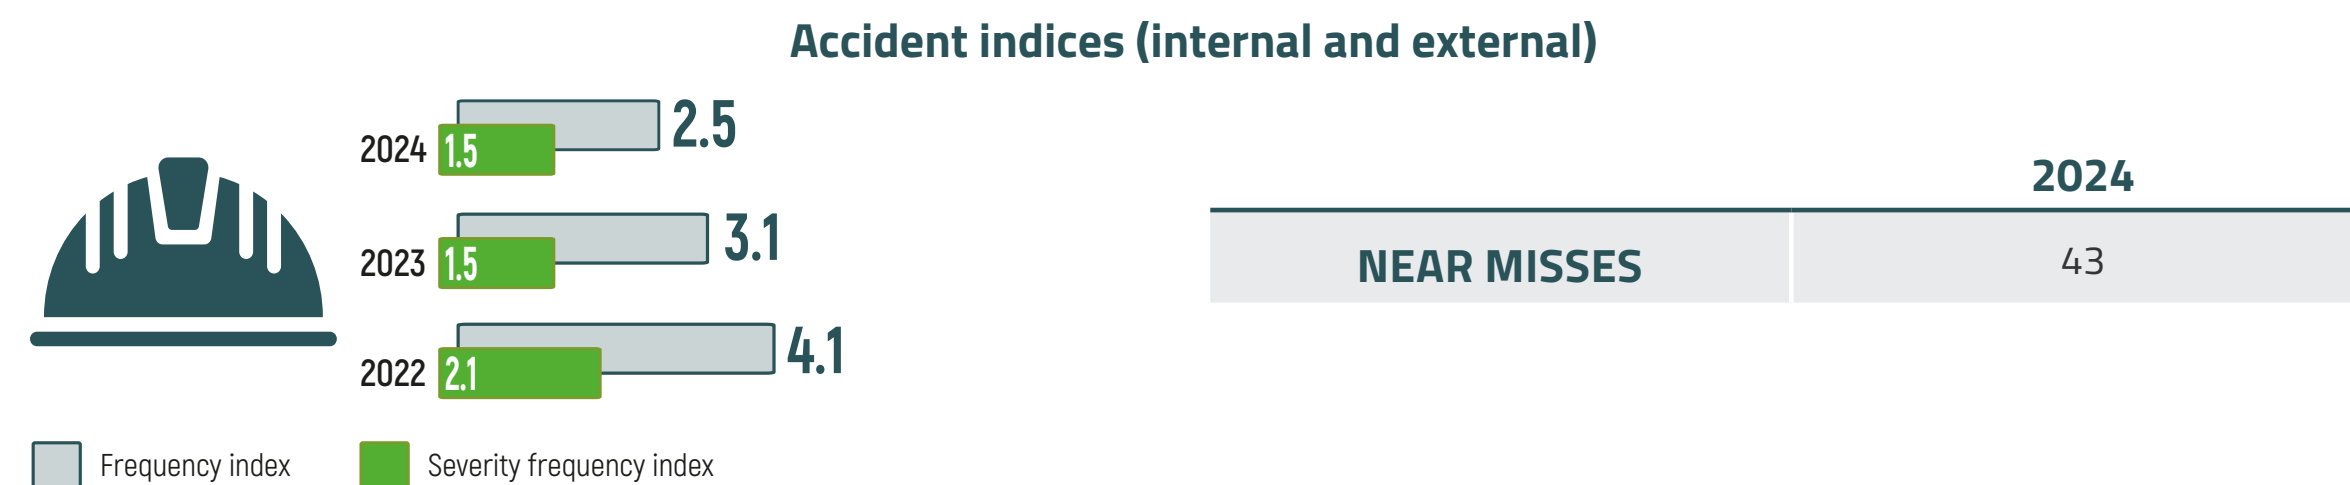 Accident indices (internal and external)
2024
1.5
2.5
2023
1.5
3.1
2022
2.1
4.1
Frequency index
Severity frequency index
2024
NEAR MISSES
43